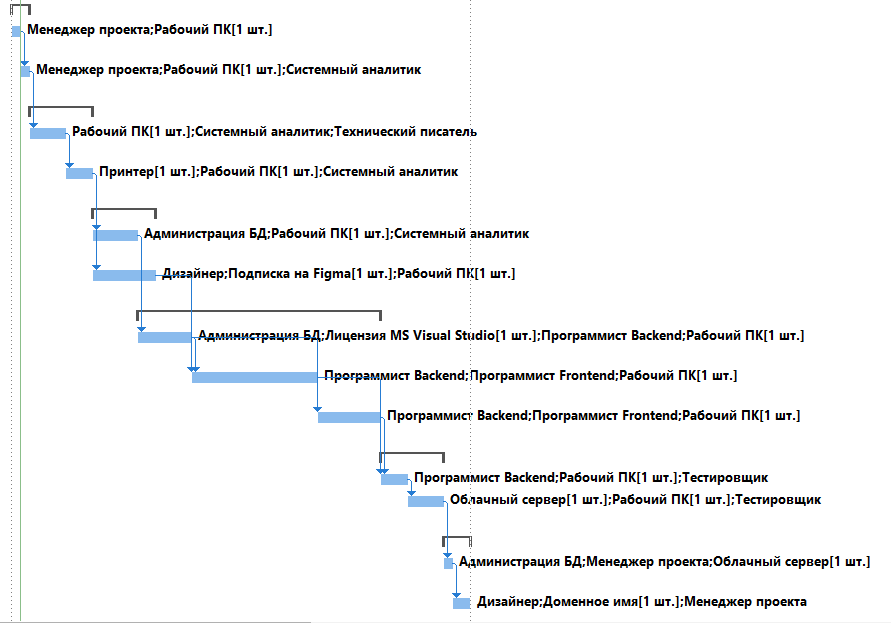 Менеджер проекта;Рабочий ПК[1 шт.]
Менеджер проекта;Рабочий ПК[1 шт.];Системный аналитик
Рабочий ПК[1 шт.];Системный аналитик;Технический писатель
Принтер[1 шт.];Рабочий ПК[1 шт.];Системный аналитик
Администрация БД;Рабочий ПК[1 шт.];Системный аналитик
Дизайнер;Подписка на Figma[1 шт.];Рабочий ПК[1 шт.]
Администрация БД;Лицензия MS Visual Studio[1 шт.];Программист Backend;Рабочий ПК[1 шт.]
Программист Backend;Программист Frontend;Рабочий ПК[1 шт.]
Программист Backend;Программист Frontend;Рабочий ПК[1 шт.]
Программист Backend;Рабочий ПК[1 шт.];Тестировщик
Облачный сервер[1 шт.];Рабочий ПК[1 шт.];Тестировщик
Администрация БД;Менеджер проекта;Облачный сервер[1 шт.]
Дизайнер;Доменное имя[1 шт.];Менеджер проекта